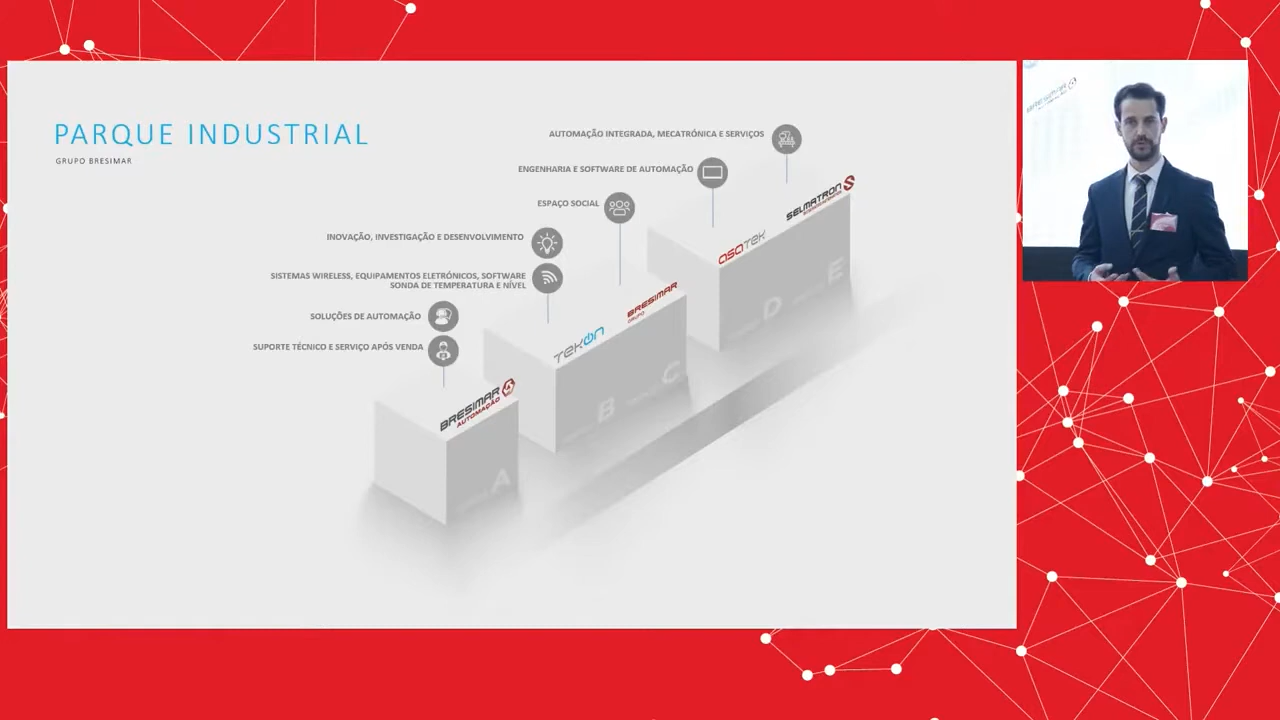 PARQUE INDUSTRIAL
GRUPO BRESIMAR
AUTOMAÇÃO INTEGRADA, MECATRÓNICA E SERVIÇOS
ENGENHARIA E SOFTWARE DE AUTOMAÇÃO
ESPAÇO SOCIAL
INOVAÇÃO, INVESTIGAÇÃO E DESENVOLVIMENTO
SISTEMAS WIRELESS, EQUIPAMENTOS ELETRÓNICOS, SOFTWARE
SONDA DE TEMPERATURA E NÍVEL
SOLUÇÕES DE AUTOMAÇÃO
SUPORTE TÉCNICO E SERVIÇO APÓS VENDA
SELMATRON
ASATEK
BRESIMAR
GRUPO
TEKON
BRESIMAR
AUTOMAÇÃO
E
D
C
B
A
BRESIMAR